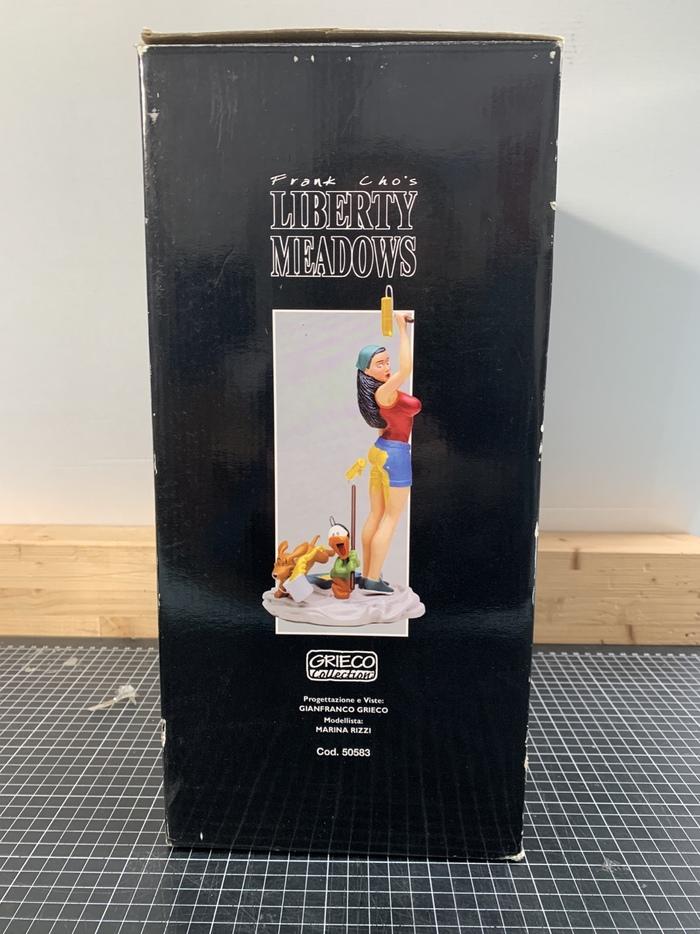 Frank Cho's
LIBERTY
MEADOWS
GRIECO
Collection
Progettazione e Viste:
GIANFRANCO GRIECO
Modellista:
MARINA RIZZI
Cod. 50583